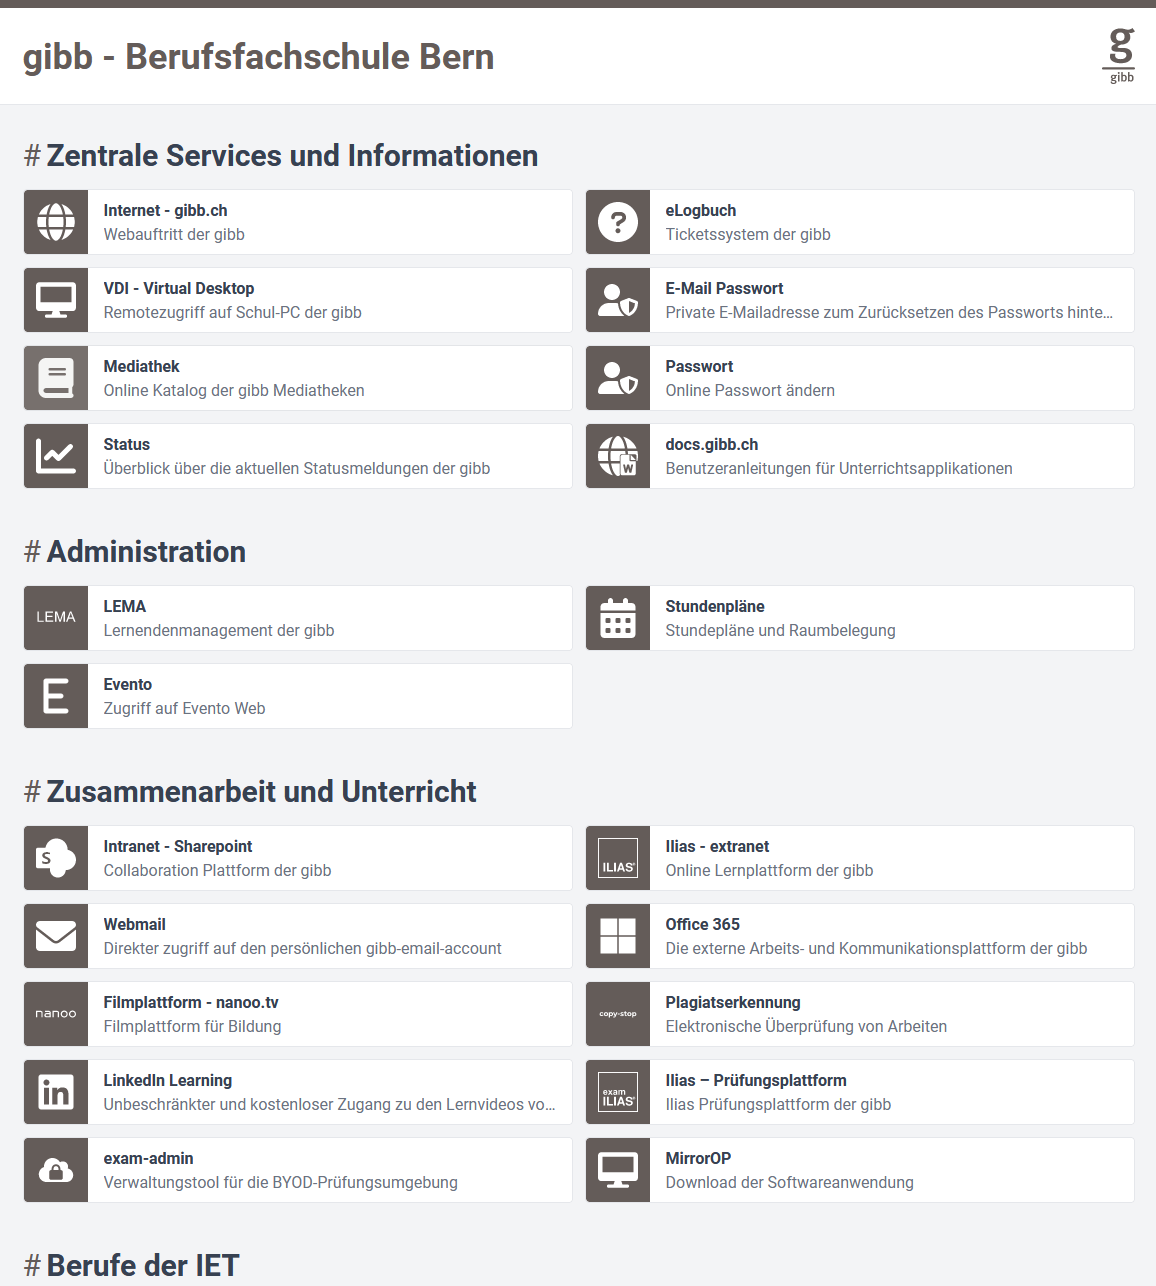 gibb - Berufsfachschule Bern
g
gibb
# Zentrale Services und Informationen
Internet - gibb.ch
Webauftritt der gibb
eLogbuch
Ticketssystem der gibb
VDI - Virtual Desktop
Remotezugriff auf Schul-PC der gibb
E-Mail Passwort
Private E-Mailadresse zum Zurücksetzen des Passworts hinte…
Mediathek
Online Katalog der gibb Mediatheken
Passwort
Online Passwort ändern
Status
Überblick über die aktuellen Statusmeldungen der gibb
W
docs.gibb.ch
Benutzeranleitungen für Unterrichtsapplikationen
# Administration
LEMA
LEMA
Lernendenmanagement der gibb
Stundenpläne
Stundepläne und Raumbelegung
E
Evento
Zugriff auf Evento Web
# Zusammenarbeit und Unterricht
S
Intranet - Sharepoint
Collaboration Plattform der gibb
ILIAS
Ilias - extranet
Online Lernplattform der gibb
Webmail
Direkter zugriff auf den persönlichen gibb-email-account
Office 365
Die externe Arbeits- und Kommunikationsplattform der gibb
nanoo
Filmplattform - nanoo.tv
Filmplattform für Bildung
copy-stop
Plagiatserkennung
Elektronische Überprüfung von Arbeiten
in
LinkedIn Learning
Unbeschränkter und kostenloser Zugang zu den Lernvideos vo…
exam
ILIAS
Ilias – Prüfungsplattform
Ilias Prüfungsplattform der gibb
exam-admin
Verwaltungstool für die BYOD-Prüfungsumgebung
MirrorOP
Download der Softwareanwendung
# Berufe der IET